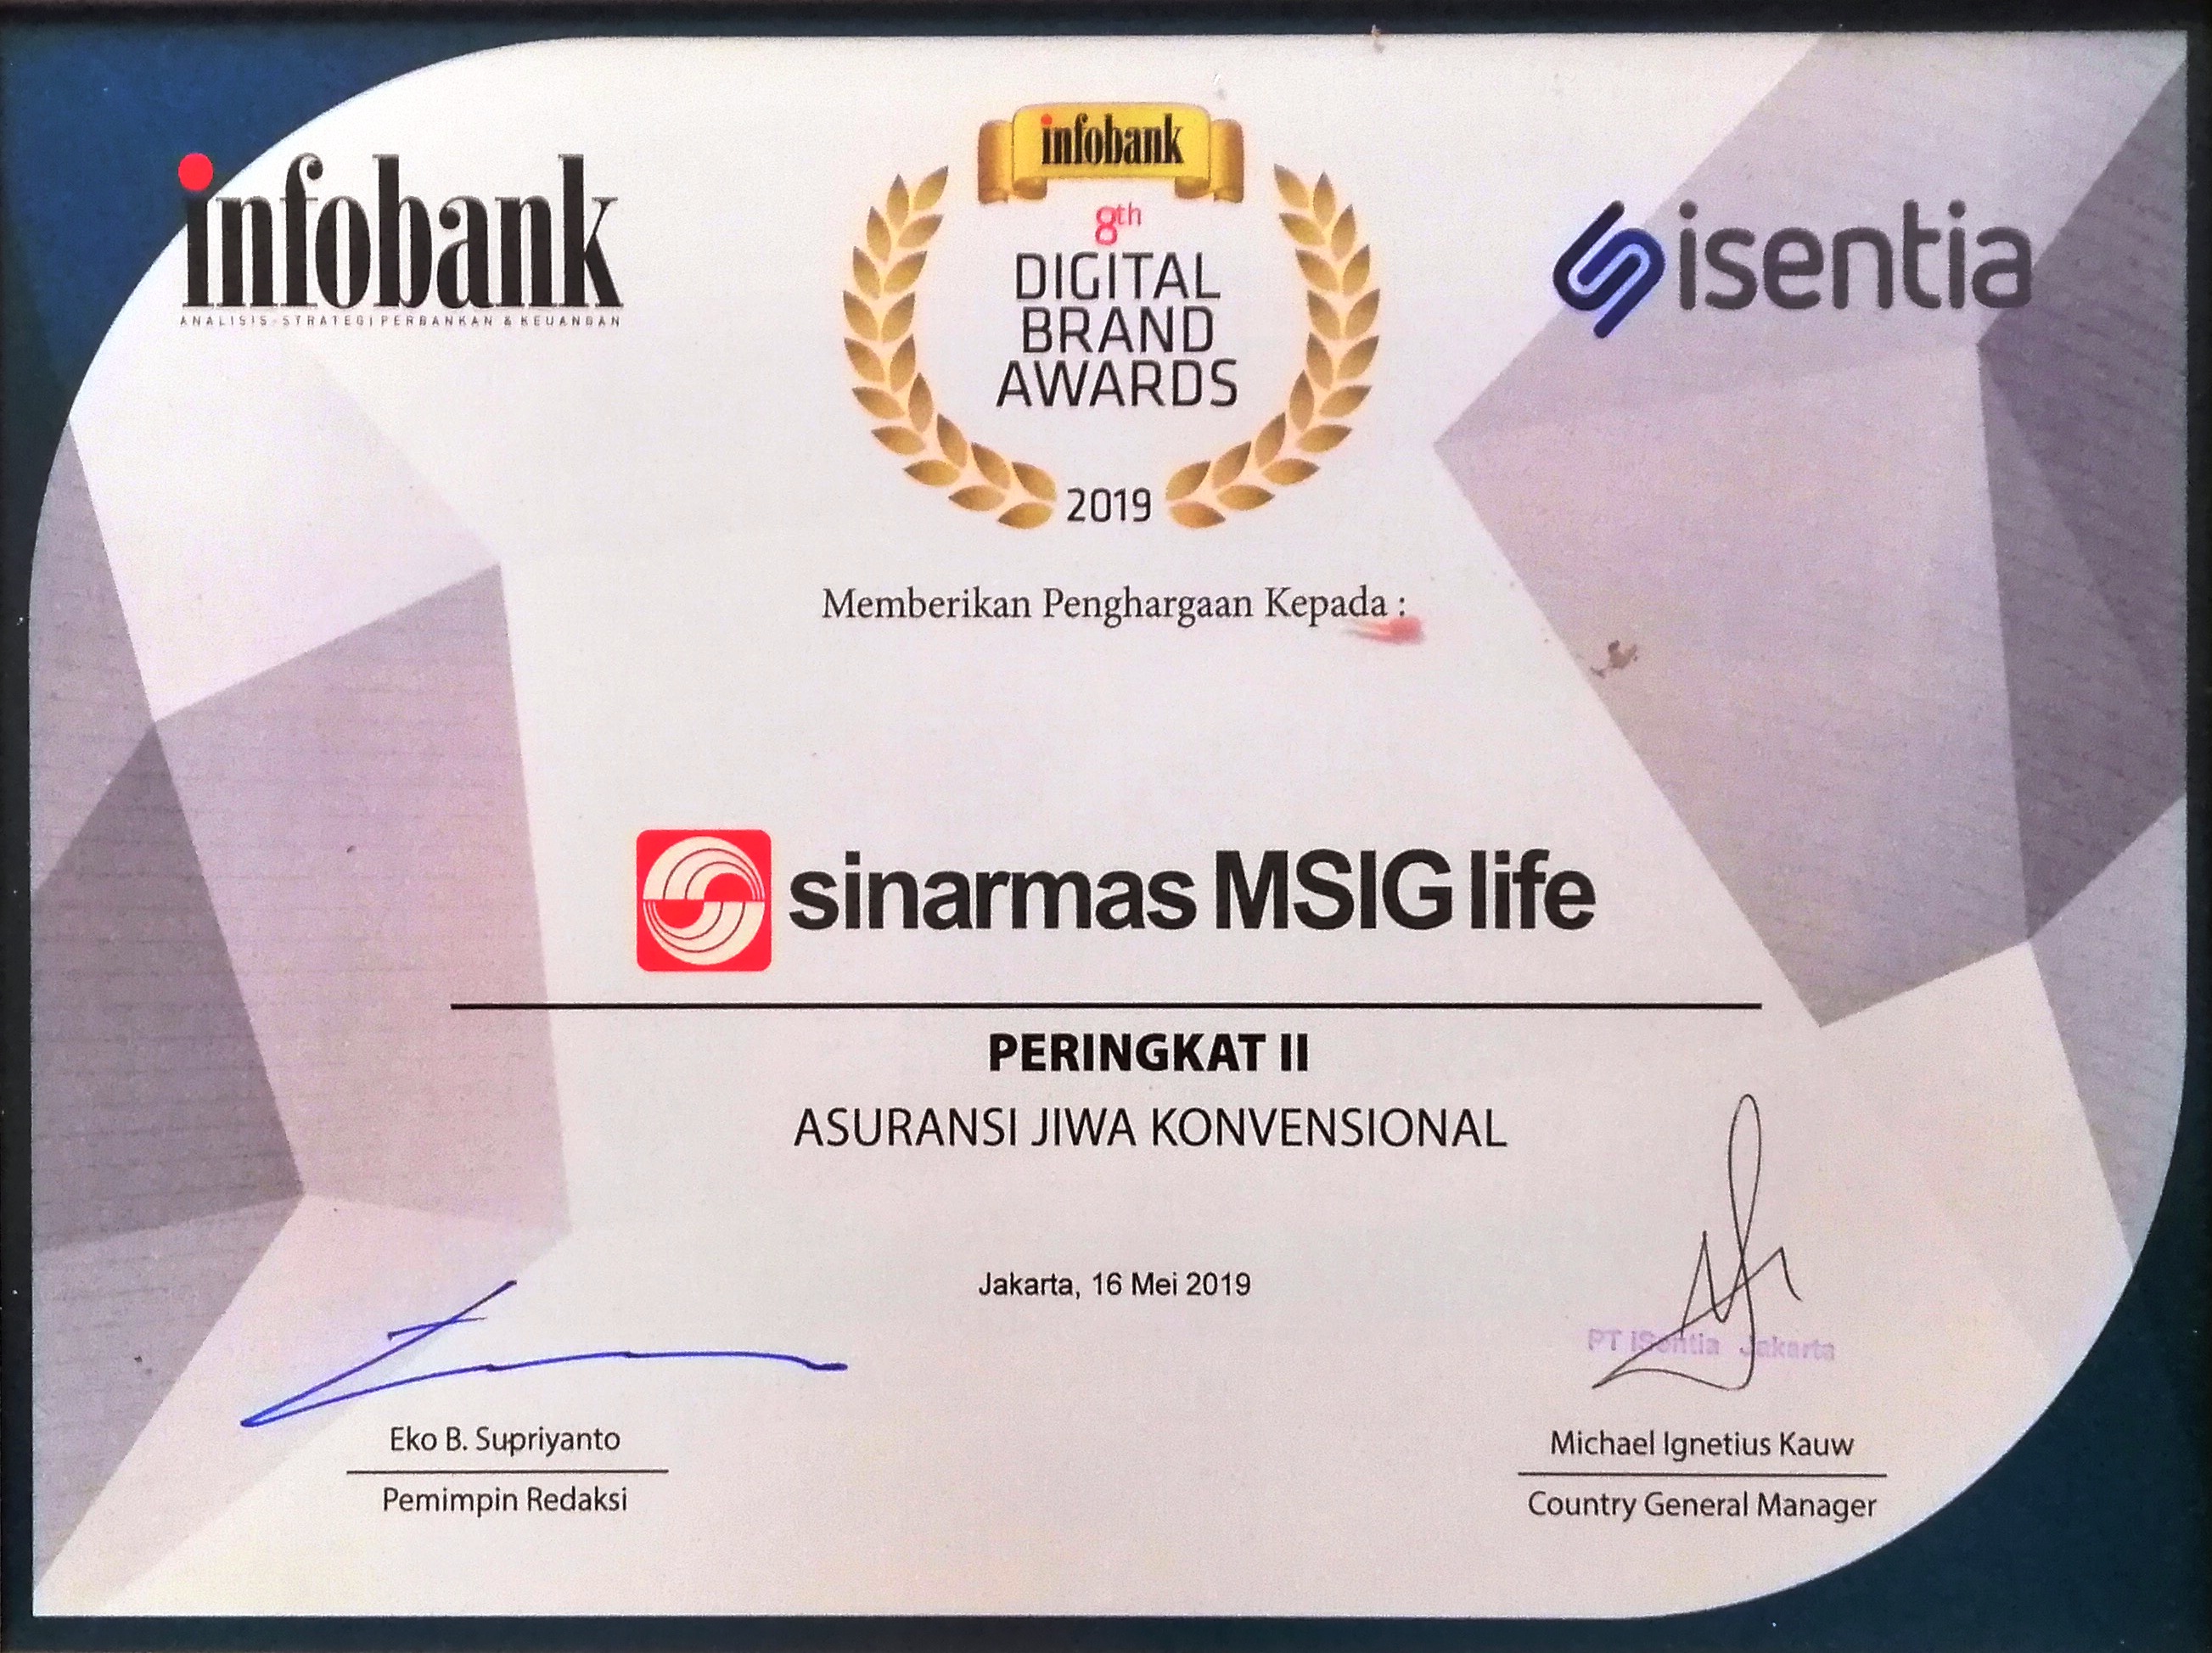 infobank
ANALISIS-STRATEGI PERBANKAN & KEUANGAN
infobank
8th
DIGITAL
BRAND
AWARDS
2019
isentia
Memberikan Penghargaan Kepada :
sinarmas MSIG life
PERINGKAT II
ASURANSI JIWA KONVENSIONAL
Jakarta, 16 Mei 2019
PT iSentia Jakarta
Eko B. Supriyanto
Pemimpin Redaksi
Michael Ignetius Kauw
Country General Manager